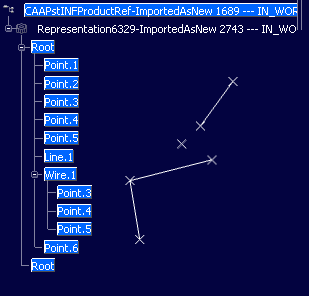 CAAPstINFProductRef-ImportedAsNew 1689 --- IN_WOR
Representation6329-ImportedAsNew 2743 --- IN_WO
Root
Point.1
Point.2
Point.3
Point.4
Point.5
Line.1
Wire.1
Point.3
Point.4
Point.5
Point.6
Root